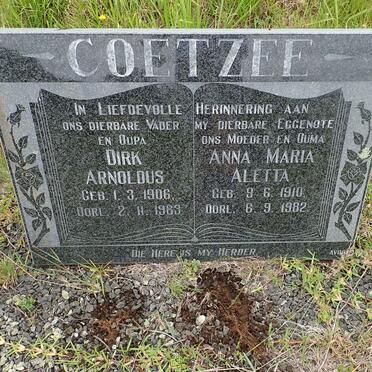 COETZEE
IN LIEFDEVOLLE
ONS DIERBARE VADER
EN OUPA
DIRK
ARNOLDUS
GEB. 1. 3. 1906.
OORL. 2. 11. 1983.
HERINNERING AAN
MY DIERBARE EGGENOTE
ONS MOEDER EN OUMA
ANNA MARIA
ALETTA
GEB. 9. 6. 1910.
OORL. 6. 9. 1982.
DIE HERE IS MY HERDER